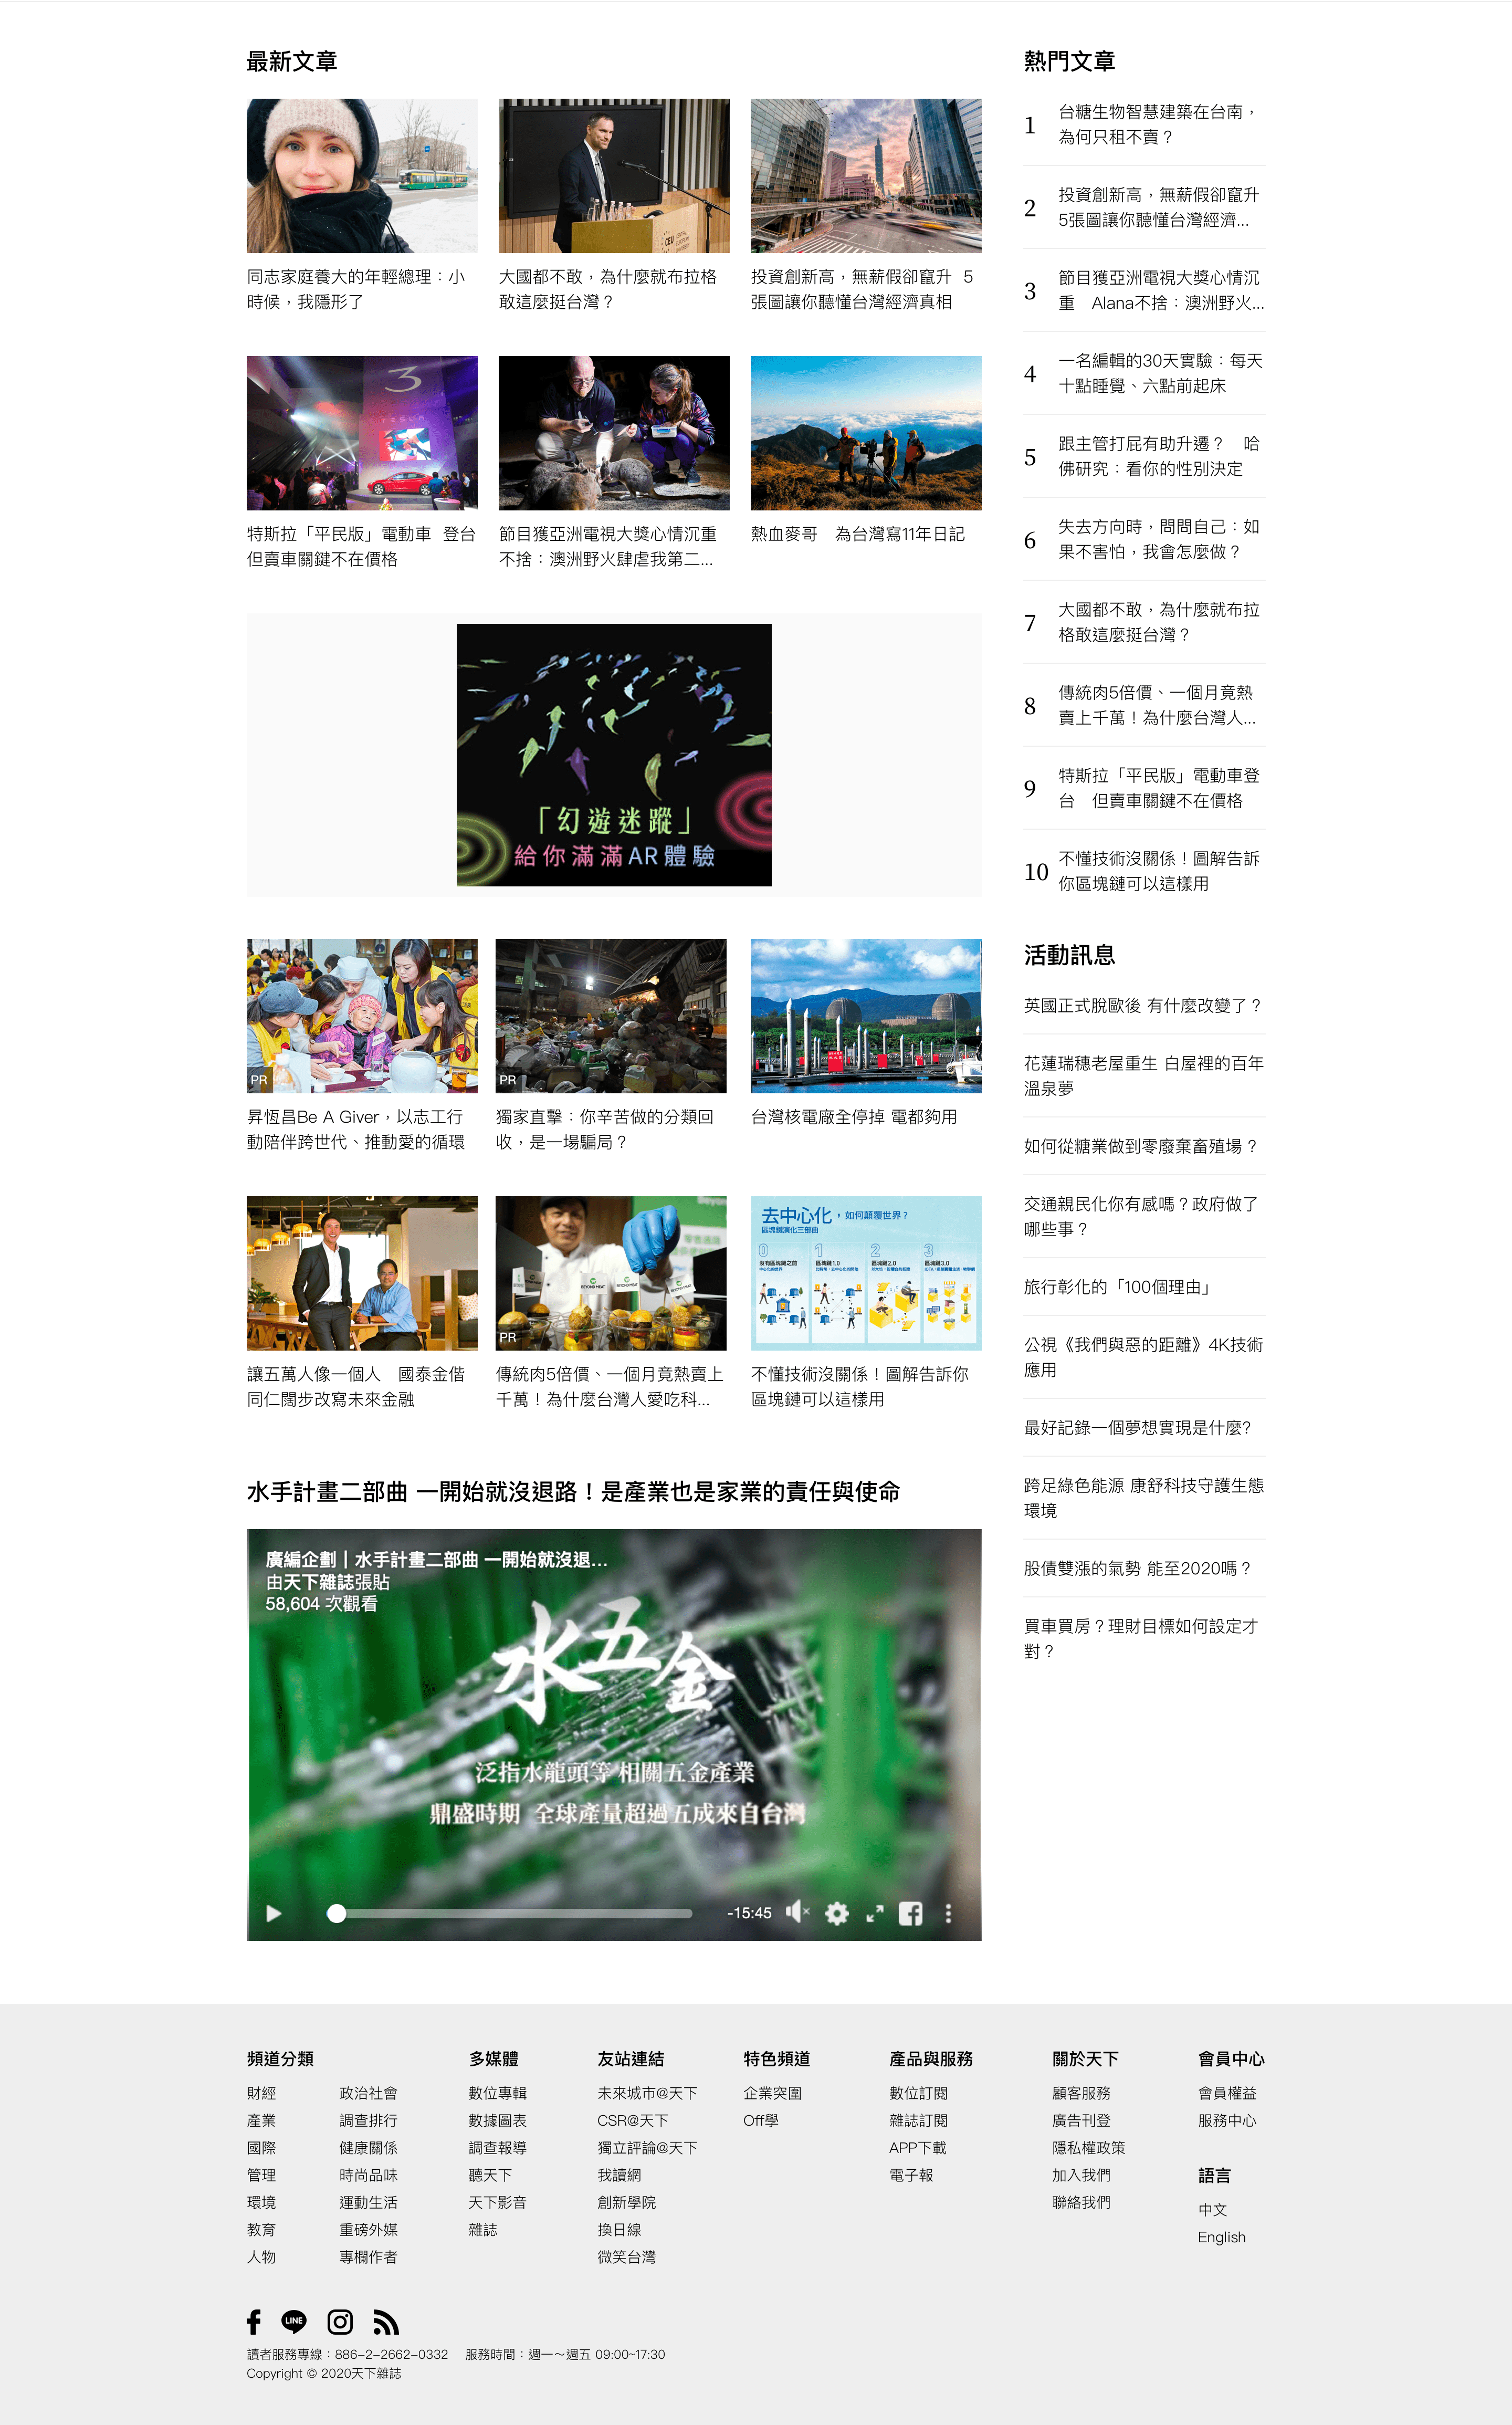 最新文章
同志家庭養大的年輕總理：小
時候，我隱形了
CEU
大國都不敢，為什麼就布拉格
敢這麼挺台灣？
投資創新高，無薪假卻竄升 5
張圖讓你聽懂台灣經濟真相
3
TESLA
特斯拉「平民版」電動車 登台
但賣車關鍵不在價格
節目獲亞洲電視大獎心情沉重
不捨：澳洲野火肆虐我第二...
熱血麥哥　為台灣寫11年日記
「幻遊迷蹤」
給你滿滿AR體驗
PR
昇恆昌Be A Giver，以志工行
動陪伴跨世代、推動愛的循環
PR
獨家直擊：你辛苦做的分類回
收，是一場騙局？
台灣核電廠全停掉 電都夠用
讓五萬人像一個人　國泰金偕
同仁闊步改寫未來金融
BEYOND MEAT
PR
傳統肉5倍價、一個月竟熱賣上
千萬！為什麼台灣人愛吃科...
去中心化，如何顛覆世界？
區塊鏈演化三部曲
0
沒有區塊鏈之前
1
區塊鏈1.0
2
區塊鏈2.0
3
區塊鏈3.0
不懂技術沒關係！圖解告訴你
區塊鏈可以這樣用
水手計畫二部曲 一開始就沒退路！是產業也是家業的責任與使命
廣編企劃｜水手計畫二部曲 一開始就沒退...
由天下雜誌張貼
58,604 次觀看
水五金
泛指水龍頭等 相關五金產業
鼎盛時期 全球產量超過五成來自台灣
-15:45
熱門文章
1
台糖生物智慧建築在台南，
為何只租不賣？
2
投資創新高，無薪假卻竄升
5張圖讓你聽懂台灣經濟...
3
節目獲亞洲電視大獎心情沉
重　Alana不捨：澳洲野火...
4
一名編輯的30天實驗：每天
十點睡覺、六點前起床
5
跟主管打屁有助升遷？　哈
佛研究：看你的性別決定
6
失去方向時，問問自己：如
果不害怕，我會怎麼做？
7
大國都不敢，為什麼就布拉
格敢這麼挺台灣？
8
傳統肉5倍價、一個月竟熱
賣上千萬！為什麼台灣人...
9
特斯拉「平民版」電動車登
台　但賣車關鍵不在價格
10
不懂技術沒關係！圖解告訴
你區塊鏈可以這樣用
活動訊息
英國正式脫歐後 有什麼改變了？
花蓮瑞穗老屋重生 白屋裡的百年
溫泉夢
如何從糖業做到零廢棄畜殖場？
交通親民化你有感嗎？政府做了
哪些事？
旅行彰化的「100個理由」
公視《我們與惡的距離》4K技術
應用
最好記錄一個夢想實現是什麼?
跨足綠色能源 康舒科技守護生態
環境
股債雙漲的氣勢 能至2020嗎？
買車買房？理財目標如何設定才
對？
頻道分類
財經
產業
國際
管理
環境
教育
人物
政治社會
調查排行
健康關係
時尚品味
運動生活
重磅外媒
專欄作者
多媒體
數位專輯
數據圖表
調查報導
聽天下
天下影音
雜誌
友站連結
未來城市@天下
CSR@天下
獨立評論@天下
我讀網
創新學院
換日線
微笑台灣
特色頻道
企業突圍
Off學
產品與服務
數位訂閱
雜誌訂閱
APP下載
電子報
關於天下
顧客服務
廣告刊登
隱私權政策
加入我們
聯絡我們
會員中心
會員權益
服務中心
語言
中文
English
LINE
讀者服務專線：886-2-2662-0332　服務時間：週一～週五 09:00~17:30
Copyright © 2020天下雜誌